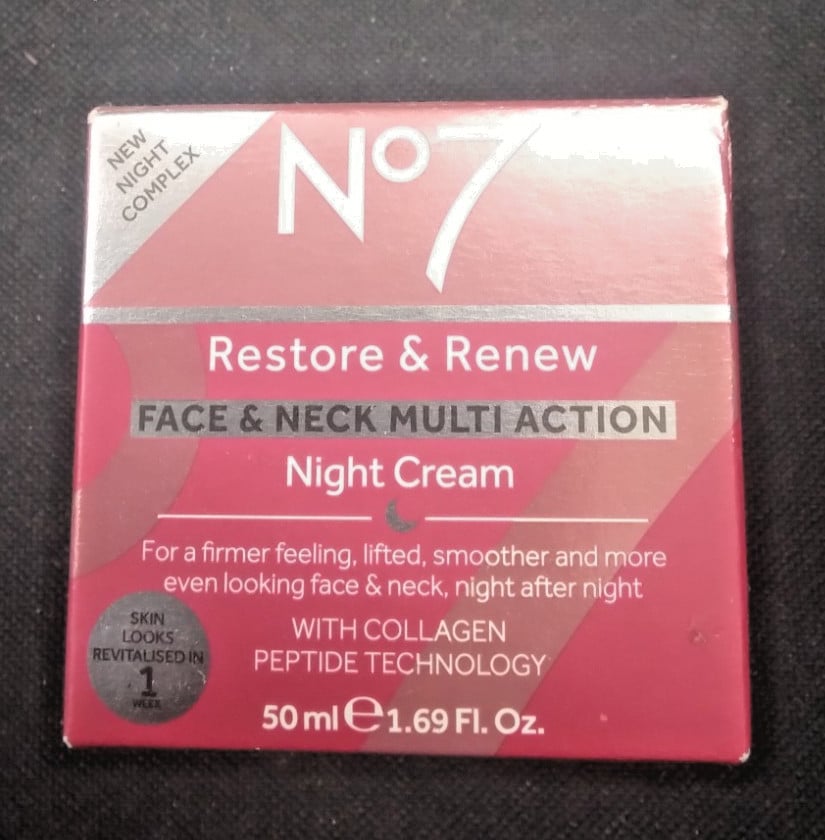 NEW
NIGHT
COMPLEX
No7
Restore & Renew
FACE & NECK MULTI ACTION
Night Cream
For a firmer feeling, lifted, smoother and more
even looking face & neck, night after night
SKIN
LOOKS
REVITALISED IN
1
WEEK
WITH COLLAGEN
PEPTIDE TECHNOLOGY
50 ml ℮ 1.69 Fl. Oz.